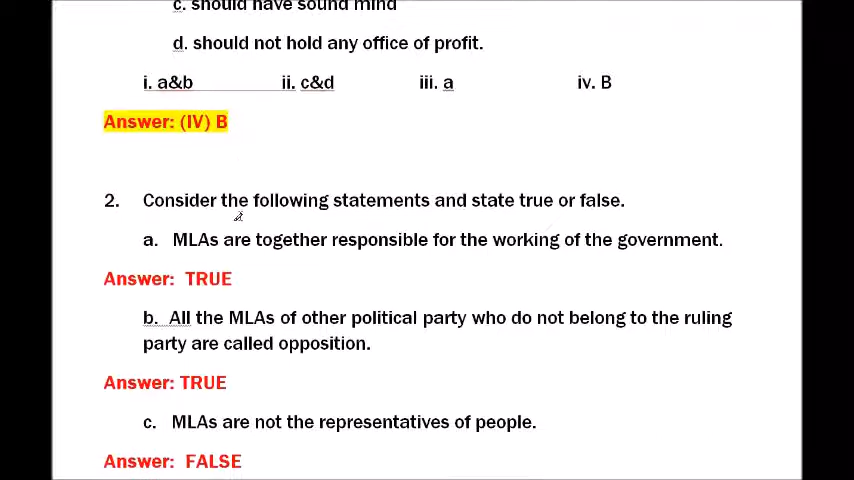 c. should have sound mind
d. should not hold any office of profit.
i. a&b ii. c&d iii. a iv. B
Answer: (IV) B
2. Consider the following statements and state true or false.
a. MLAs are together responsible for the working of the government.
Answer: TRUE
b. All the MLAs of other political party who do not belong to the ruling
party are called opposition.
Answer: TRUE
c. MLAs are not the representatives of people.
Answer: FALSE